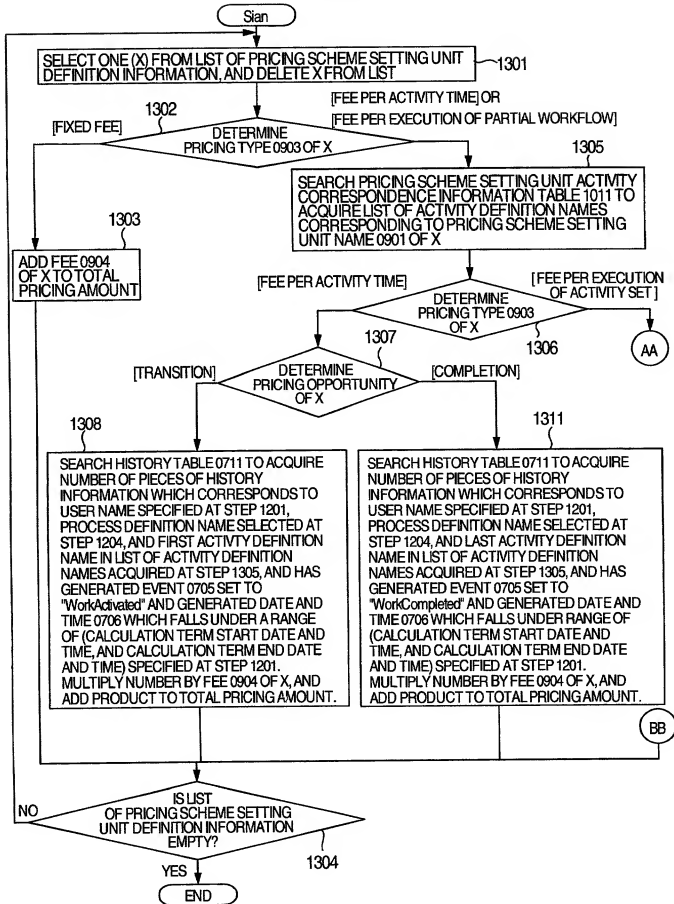 Sian
SELECT ONE (X) FROM LIST OF PRICING SCHEME SETTING UNIT
DEFINITION INFORMATION, AND DELETE X FROM LIST
1301
[FEE PER ACTIVITY TIME] OR
[FEE PER EXECUTION OF PARTIAL WORKFLOW]
1302
[FIXED FEE]
DETERMINE
PRICING TYPE 0903 OF X
1305
SEARCH PRICING SCHEME SETTING UNIT ACTIVITY
CORRESPONDENCE INFORMATION TABLE 1011 TO
ACQUIRE LIST OF ACTIVITY DEFINITION NAMES
CORRESPONDING TO PRICING SCHEME SETTING
UNIT NAME 0901 OF X
1303
ADD FEE 0904
OF X TO TOTAL
PRICING AMOUNT
[FEE PER ACTIVITY TIME]
[FEE PER EXECUTION
OF ACTIVITY SET ]
DETERMINE
PRICING TYPE 0903
OF X
1306
AA
1307
DETERMINE
PRICING OPPORTUNITY
OF X
[TRANSITION]
[COMPLETION]
1308
SEARCH HISTORY TABLE 0711 TO ACQUIRE
NUMBER OF PIECES OF HISTORY
INFORMATION WHICH CORRESPONDS TO
USER NAME SPECIFIED AT STEP 1201,
PROCESS DEFINITION NAME SELECTED AT
STEP 1204, AND FIRST ACTIVITY DEFINITION
NAME IN LIST OF ACTIVITY DEFINITION
NAMES ACQUIRED AT STEP 1305, AND HAS
GENERATED EVENT 0705 SET TO
"WorkActivated" AND GENERATED DATE AND
TIME 0706 WHICH FALLS UNDER A RANGE
OF (CALCULATION TERM START DATE AND
TIME, AND CALCULATION TERM END DATE
AND TIME) SPECIFIED AT STEP 1201.
MULTIPLY NUMBER BY FEE 0904 OF X, AND
ADD PRODUCT TO TOTAL PRICING AMOUNT.
1311
SEARCH HISTORY TABLE 0711 TO ACQUIRE
NUMBER OF PIECES OF HISTORY
INFORMATION WHICH CORRESPONDS TO
USER NAME SPECIFIED AT STEP 1201,
PROCESS DEFINITION NAME SELECTED AT
STEP 1204, AND LAST ACTIVITY DEFINITION
NAME IN LIST OF ACTIVITY DEFINITION
NAMES ACQUIRED AT STEP 1305, AND HAS
GENERATED EVENT 0705 SET TO
"WorkCompleted" AND GENERATED DATE AND
TIME 0706 WHICH FALLS UNDER RANGE OF
(CALCULATION TERM START DATE AND
TIME, AND CALCULATION TERM END DATE
AND TIME) SPECIFIED AT STEP 1201.
MULTIPLY NUMBER BY FEE 0904 OF X, AND
ADD PRODUCT TO TOTAL PRICING AMOUNT.
BB
NO
IS LIST
OF PRICING SCHEME SETTING
UNIT DEFINITION INFORMATION
EMPTY?
1304
YES
END